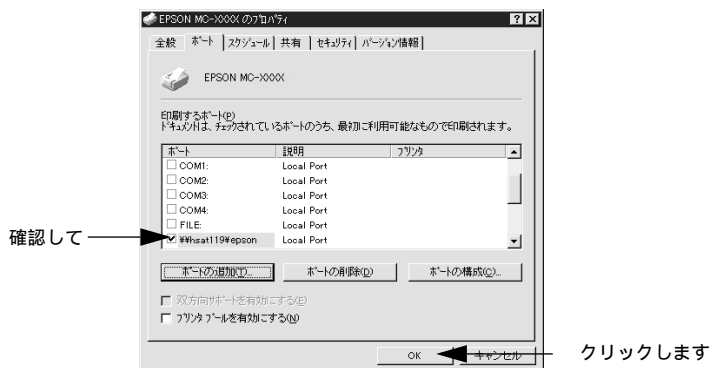 EPSON MC-XXXX のプロパティ
全般 ポート スケジュール 共有 セキュリティ バージョン情報
EPSON MC-XXXX
印刷するポート(P)
ドキュメントは、チェックされているポートのうち、最初に利用可能なもので印刷されます。
ポート 説明 プリンタ
COM1: Local Port
COM2: Local Port
COM3: Local Port
COM4: Local Port
FILE: Local Port
確認して
¥¥hsat119¥epson Local Port
ポートの追加(T)... ポートの削除(D) ポートの構成(C)...
双方向サポートを有効にする(E)
プリンタ プールを有効にする(N)
OK キャンセル
クリックします